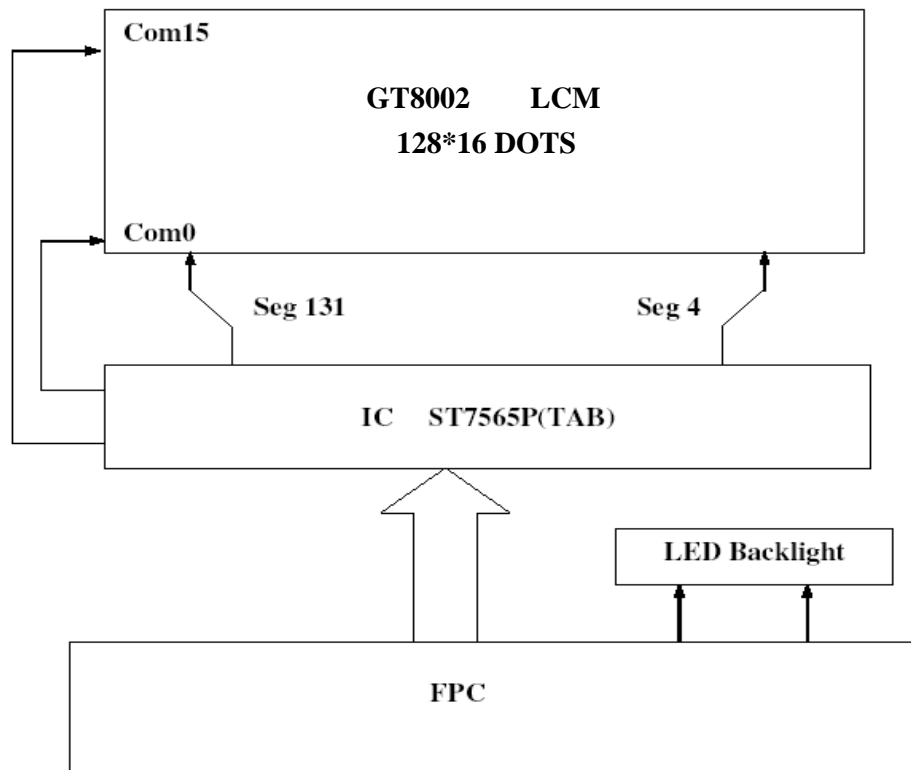 Com15
GT8002 LCM
128*16 DOTS
Com0
Seg 131
Seg 4
IC ST7565P(TAB)
LED Backlight
FPC